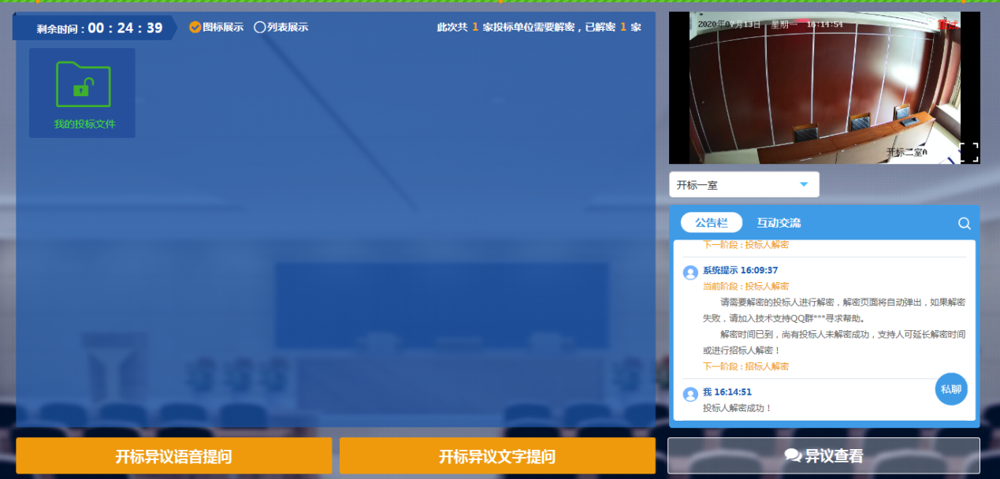 剩余时间：00：24：39
图标展示
列表展示
此次共 1 家投标单位需要解密，已解密 1 家
我的投标文件
2020年07月13日 星期一 16:14:54
重试
开标二室A
开标一室
公告栏
互动交流
下一阶段：投标人解密
系统提示 16:09:37
当前阶段：投标人解密
请需要解密的投标人进行解密，解密页面将自动弹出，如果解密
失败，请加入技术支持QQ群***寻求帮助。
解密时间已到，尚有投标人未解密成功，支持人可延长解密时间
或进行招标人解密！
下一阶段：招标人解密
我 16:14:51
投标人解密成功！
私聊
开标异议语音提问
开标异议文字提问
异议查看